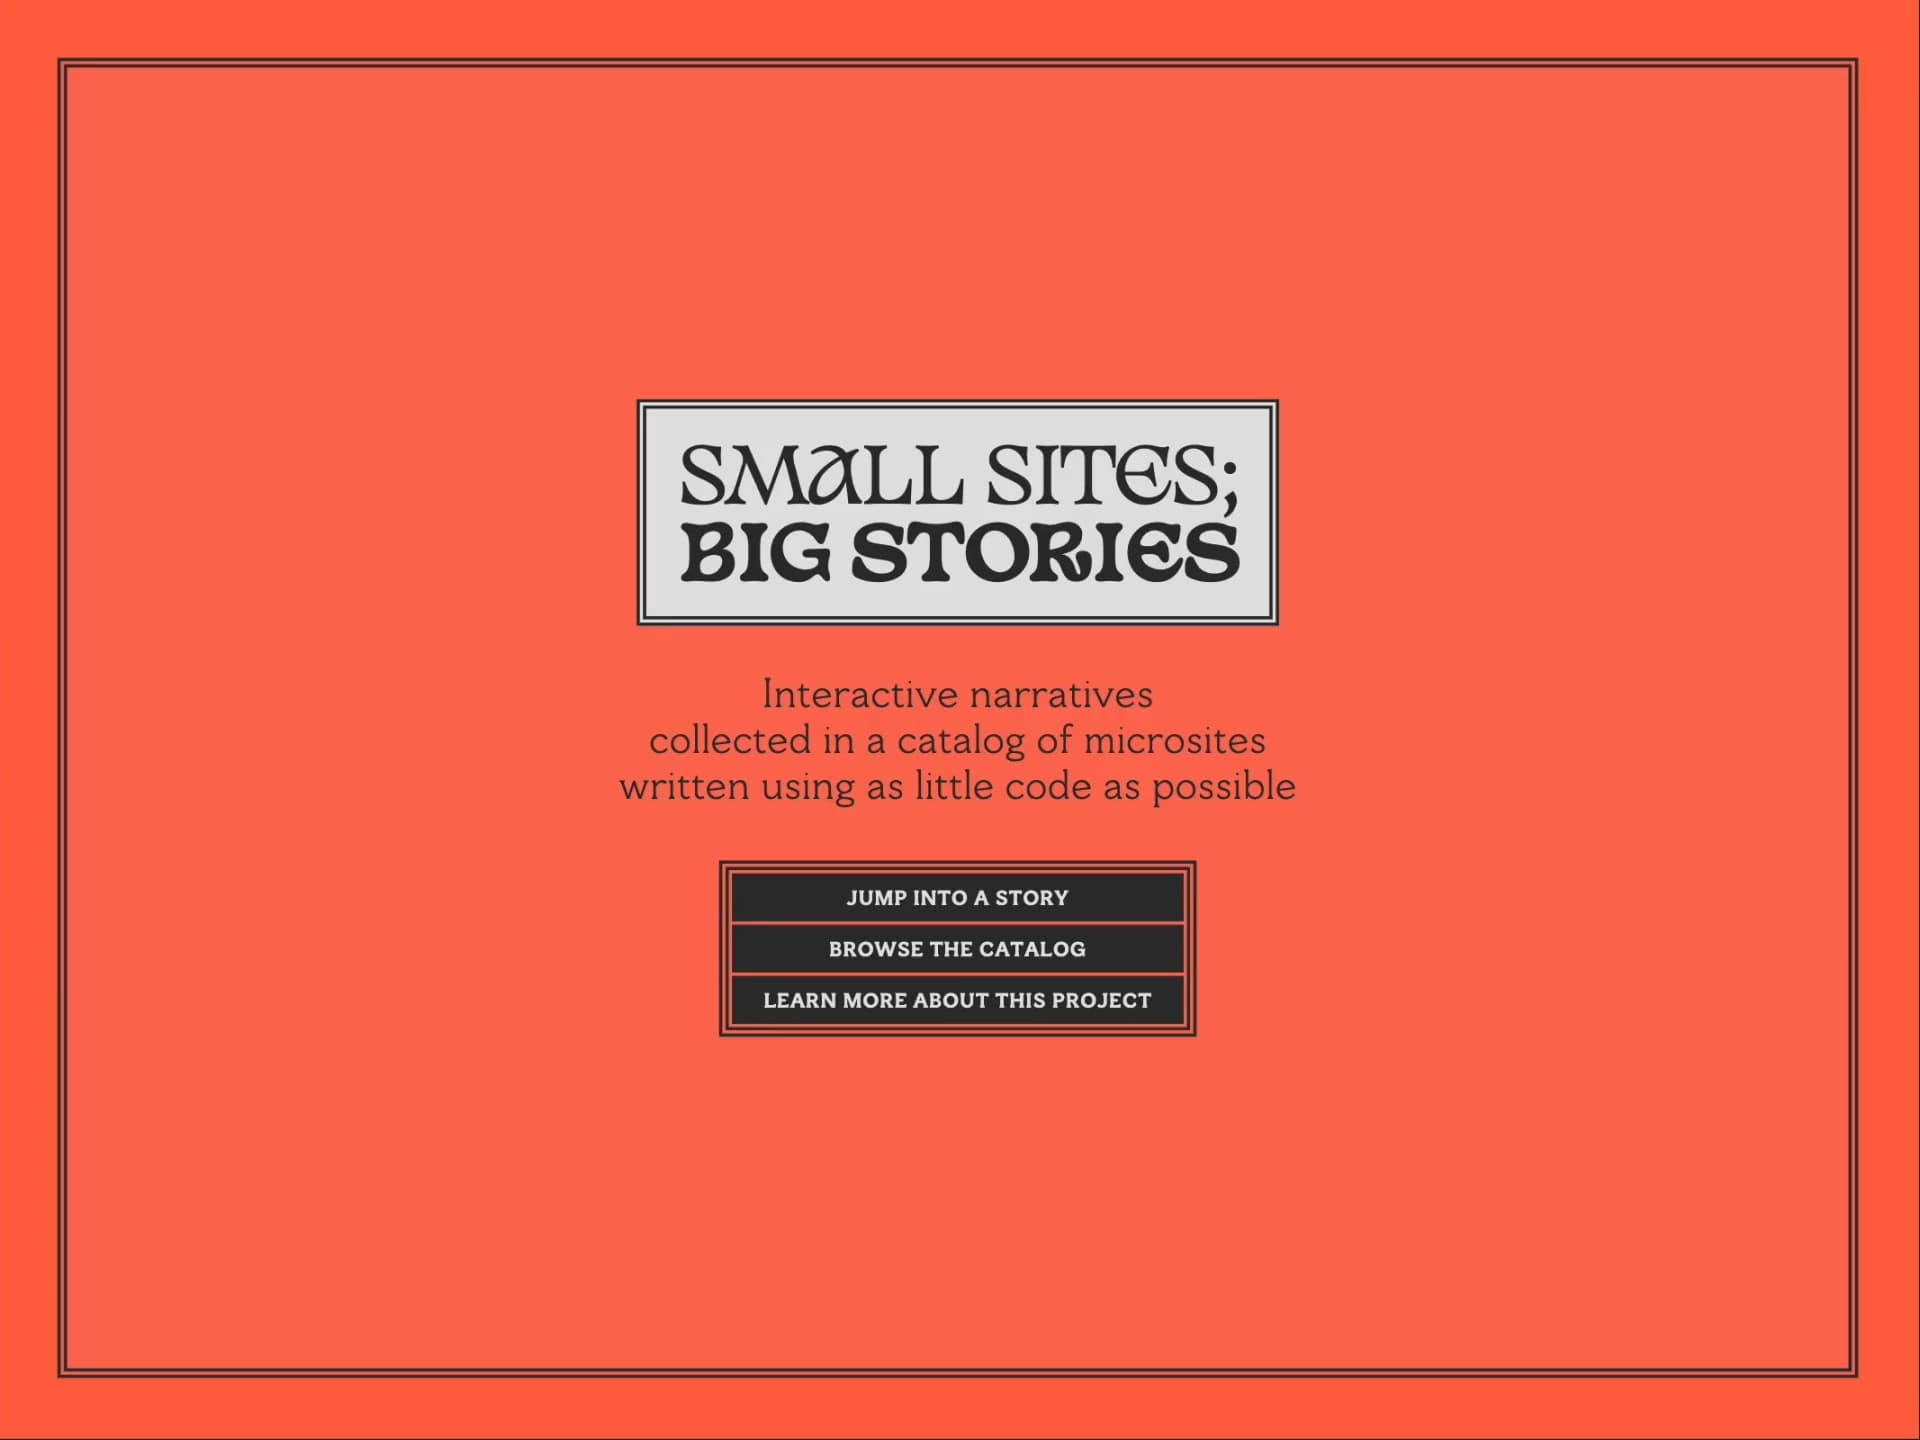 SMaLL SITES;
BIG STORIES
Interactive narratives
collected in a catalog of microsites
written using as little code as possible
JUMP INTO A STORY
BROWSE THE CATALOG
LEARN MORE ABOUT THIS PROJECT